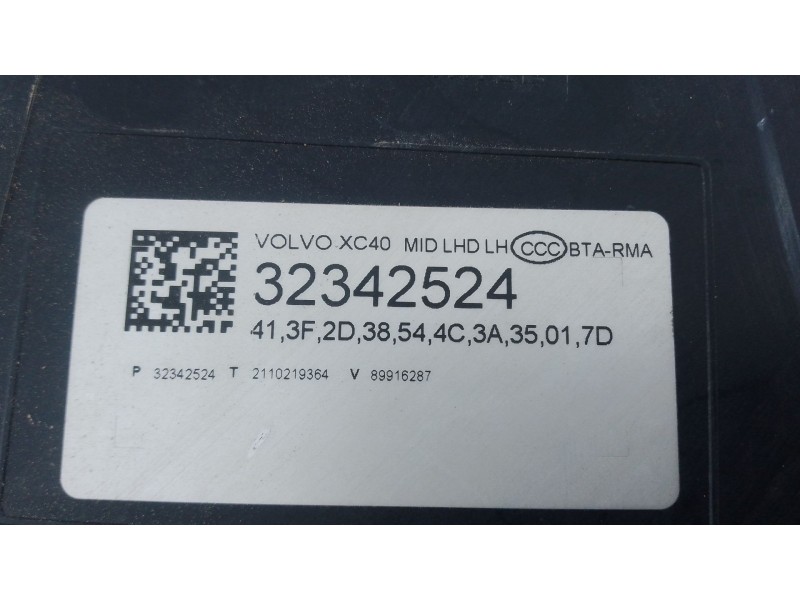 VOLVO XC40 MID LHD LH CCC BTA-RMA
32342524
41,3F,2D,38,54,4C,3A,35,01,7D
P 32342524 T 2110219364 V 89916287